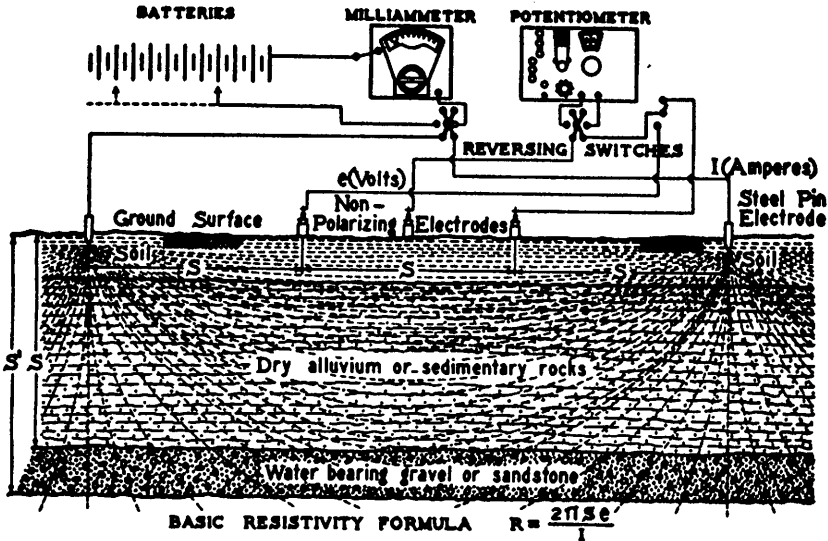 BATTERIES
MILLIAMMETER
POTENTIOMETER
REVERSING SWITCHES
I (Amperes)
e(Volts)
Steel Pin
Electrode
Non-
Polarizing Electrodes
Ground Surface
Soil
Soil
S
S
S
S'
S
Dry alluvium or sedimentary rocks
Water bearing gravel or sandstone
BASIC RESISTIVITY FORMULA R = 2πSe / I